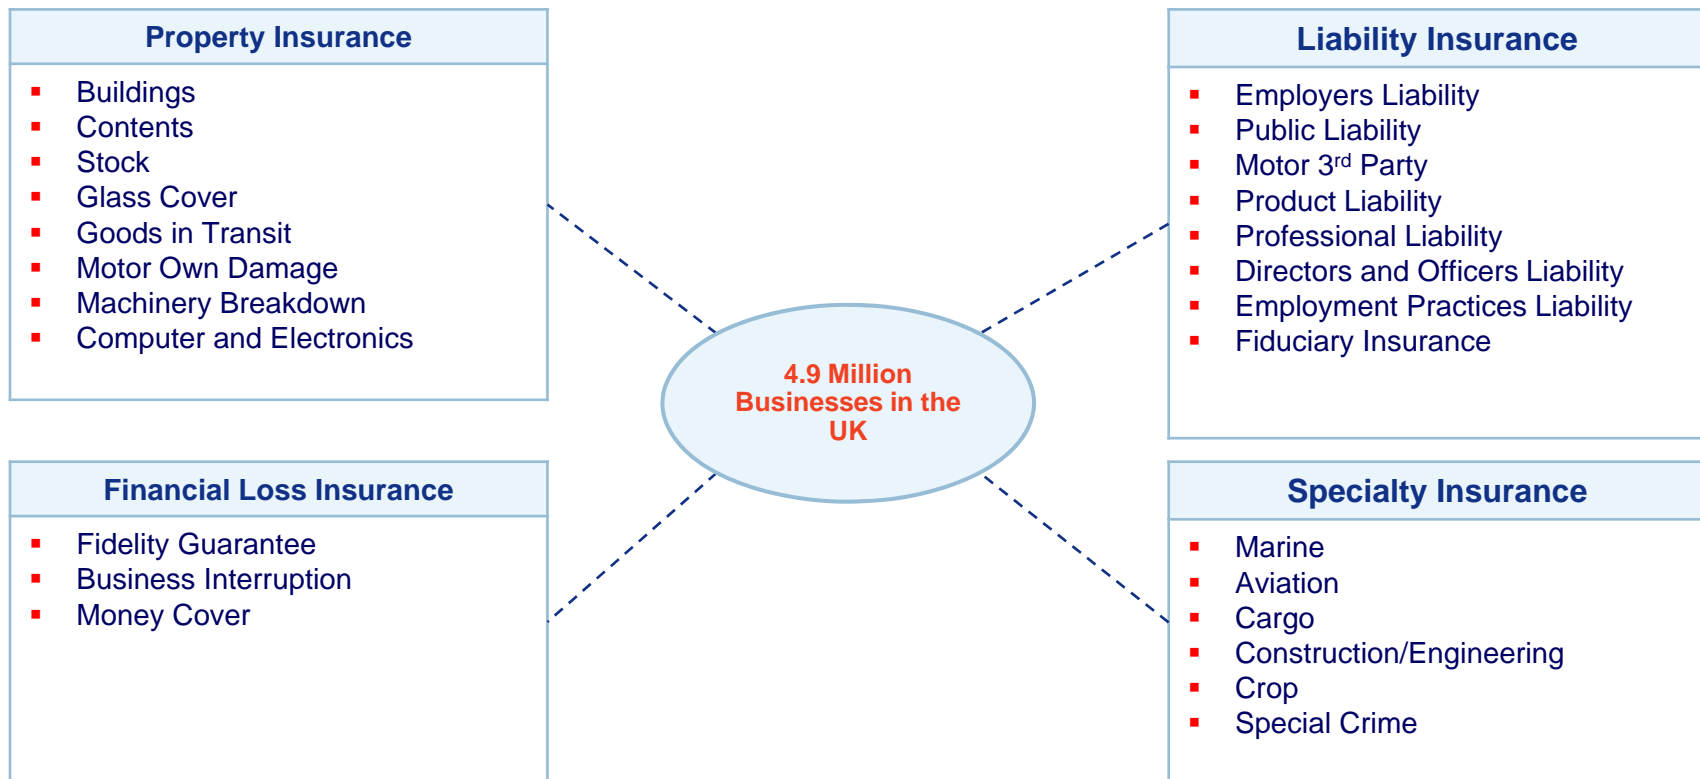 Property Insurance
▪ Buildings
▪ Contents
▪ Stock
▪ Glass Cover
▪ Goods in Transit
▪ Motor Own Damage
▪ Machinery Breakdown
▪ Computer and Electronics
Liability Insurance
▪ Employers Liability
▪ Public Liability
▪ Motor 3rd Party
▪ Product Liability
▪ Professional Liability
▪ Directors and Officers Liability
▪ Employment Practices Liability
▪ Fiduciary Insurance
4.9 Million
Businesses in the
UK
Financial Loss Insurance
▪ Fidelity Guarantee
▪ Business Interruption
▪ Money Cover
Specialty Insurance
▪ Marine
▪ Aviation
▪ Cargo
▪ Construction/Engineering
▪ Crop
▪ Special Crime